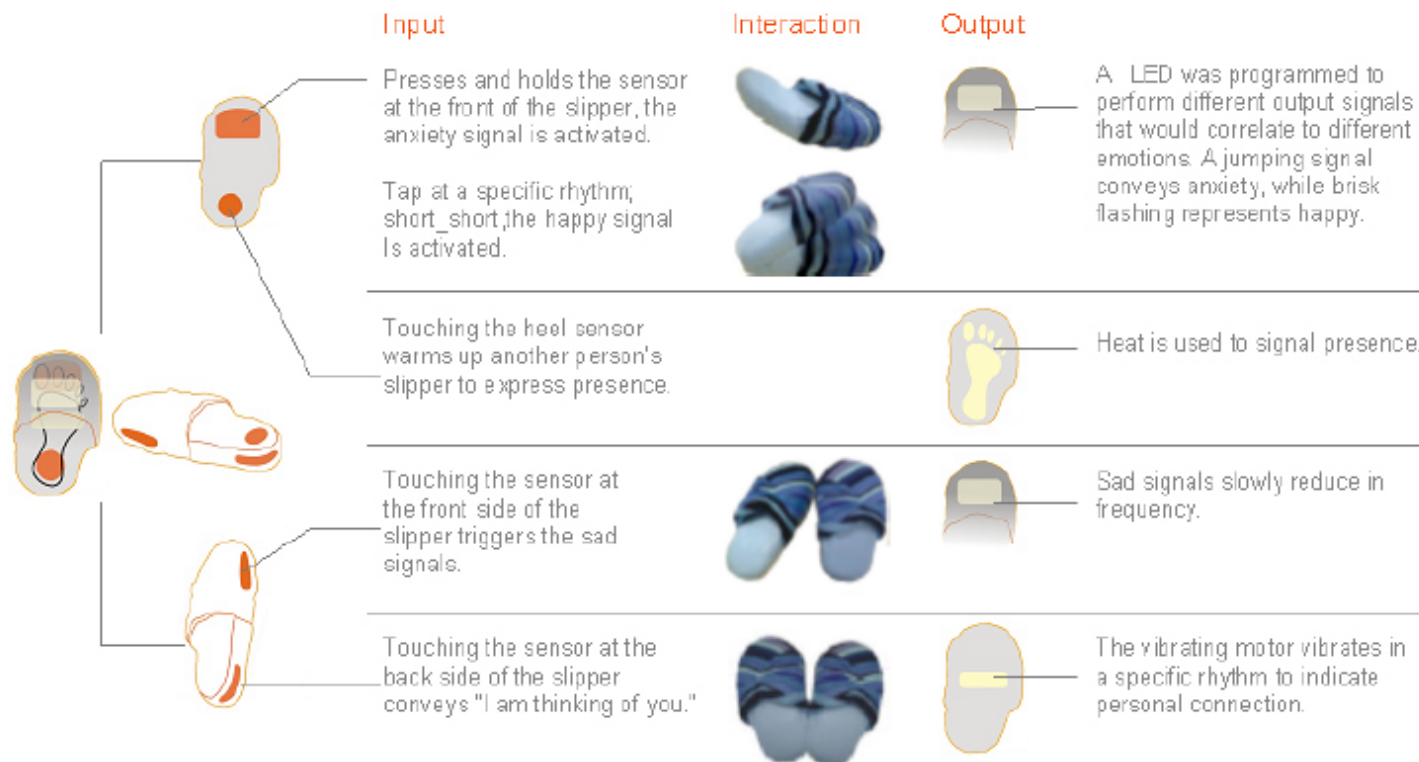 Input
Interaction
Output
Presses and holds the sensor
at the front of the slipper, the
anxiety signal is activated.
Tap at a specific rhythm;
short_short,the happy signal
Is activated.
A LED was programmed to
perform different output signals
that would correlate to different
emotions. A jumping signal
conveys anxiety, while brisk
flashing represents happy.
Touching the heel sensor
warms up another person's
slipper to express presence.
Heat is used to signal presence.
Touching the sensor at
the front side of the
slipper triggers the sad
signals.
Sad signals slowly reduce in
frequency.
Touching the sensor at the
back side of the slipper
conveys "I am thinking of you."
The vibrating motor vibrates in
a specific rhythm to indicate
personal connection.